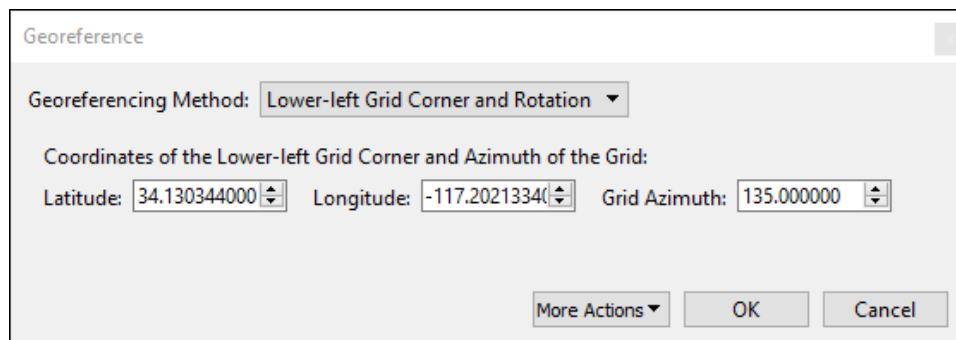 Georeference
Georeferencing Method: Lower-left Grid Corner and Rotation
Coordinates of the Lower-left Grid Corner and Azimuth of the Grid:
Latitude: 34.130344000 Longitude: -117.20213340 Grid Azimuth: 135.000000
More Actions OK Cancel